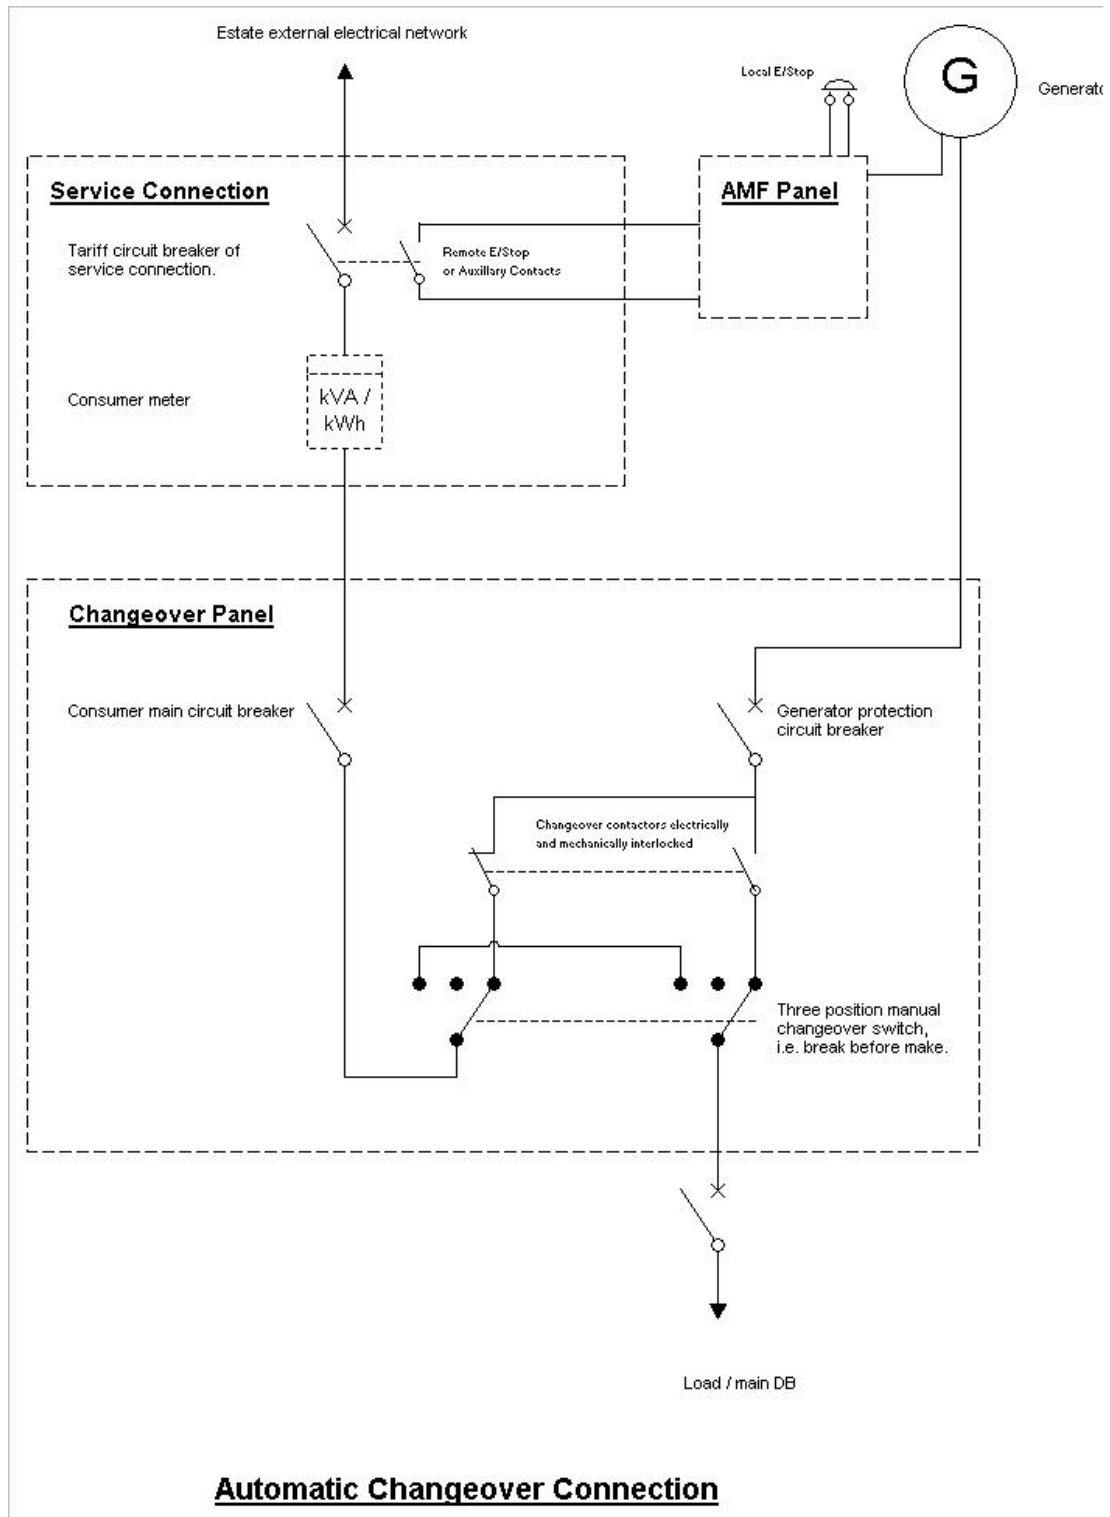 Estate external electrical network
Local E/Stop
G
Generato
Service Connection
AMF Panel
Tariff circuit breaker of
service connection.
Remote E/Stop
or Auxillary Contacts
Consumer meter
kVA /
kWh
Changeover Panel
Consumer main circuit breaker
Generator protection
circuit breaker
Changeover contactors electrically
and mechanically interlocked
Three position manual
changeover switch,
i.e. break before make.
Load / main DB
Automatic Changeover Connection